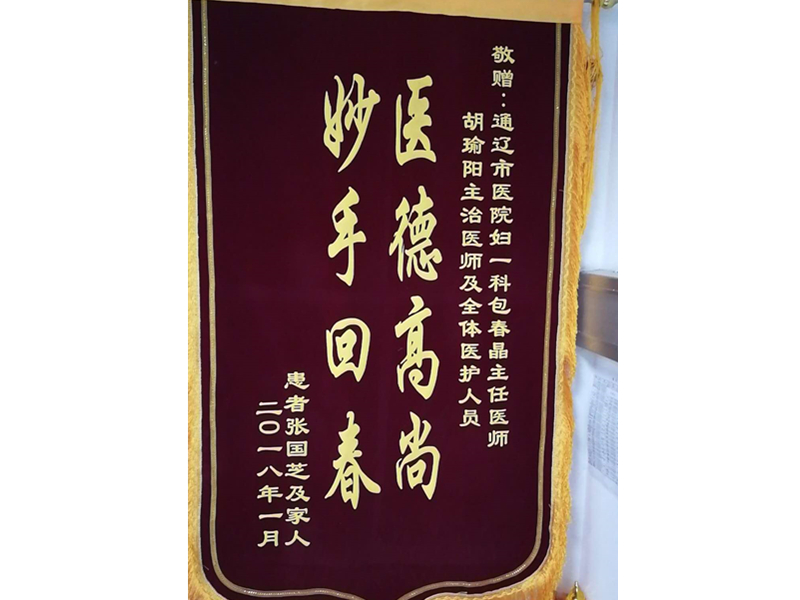 敬赠：通辽市医院妇一科包春晶主任医师
胡瑜阳主治医师及全体医护人员
医德高尚
妙手回春
患者张国芝及家人
二〇一八年一月